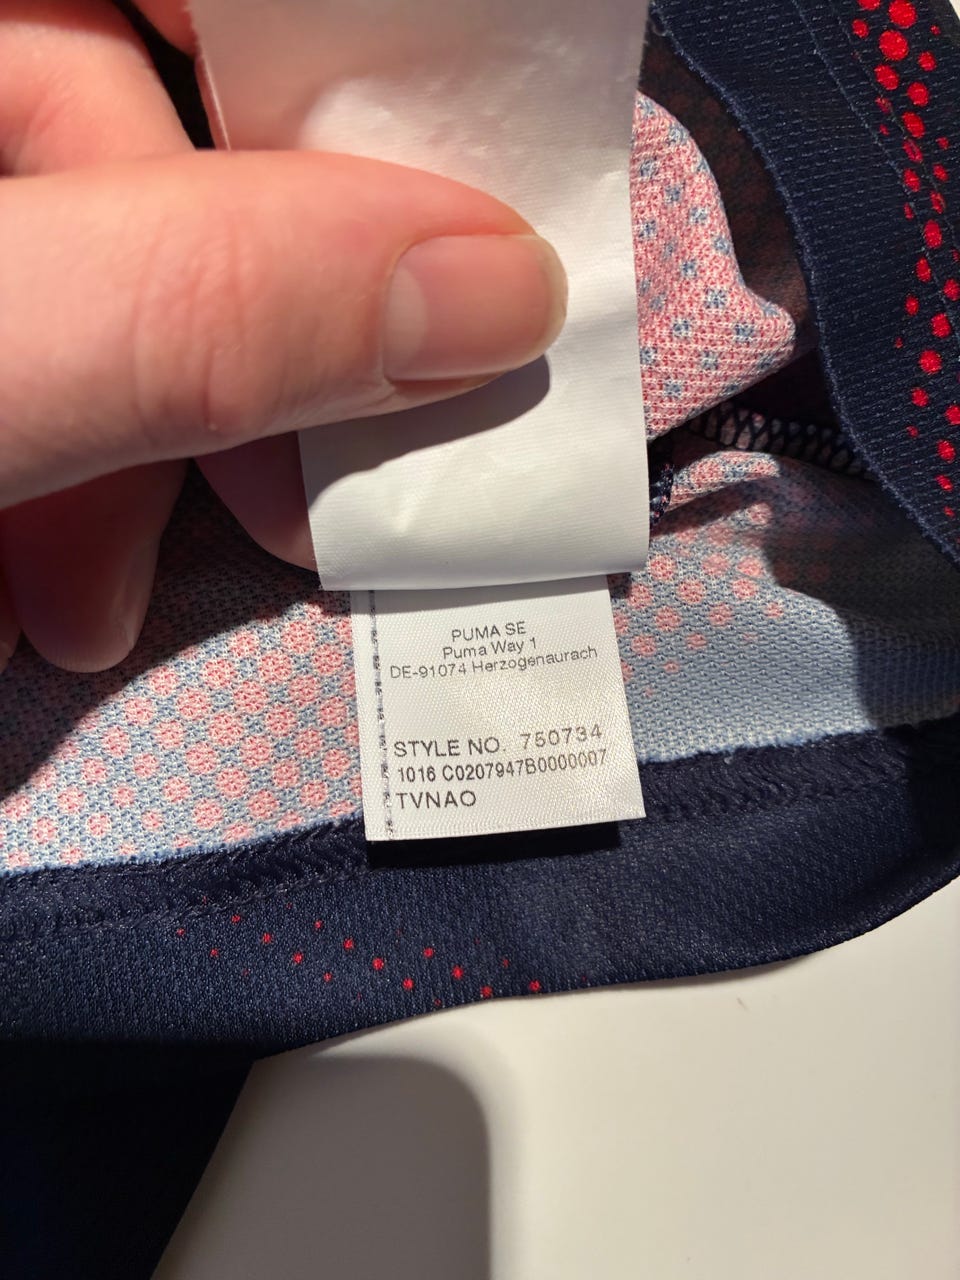 PUMA SE
Puma Way 1
DE-91074 Herzogenaurach
STYLE NO. 750734
1016 C0207947B0000007
TVNAO